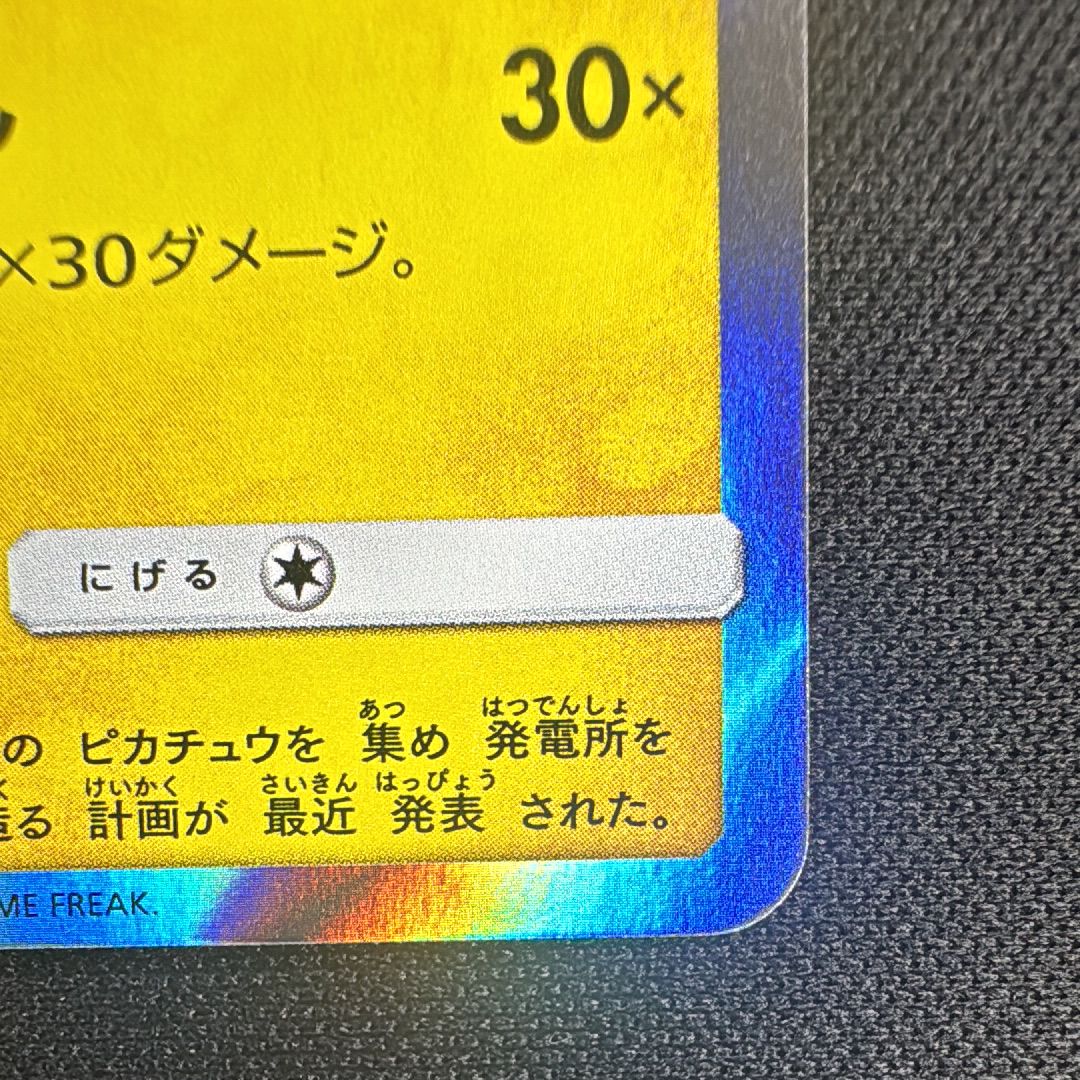 30×
×30ダメージ。
にげる
の ピカチュウを 集め 発電所を
あつ はつでんしょ
造る 計画が 最近 発表 された。
けいかく さいきん はっぴょう
ME FREAK.